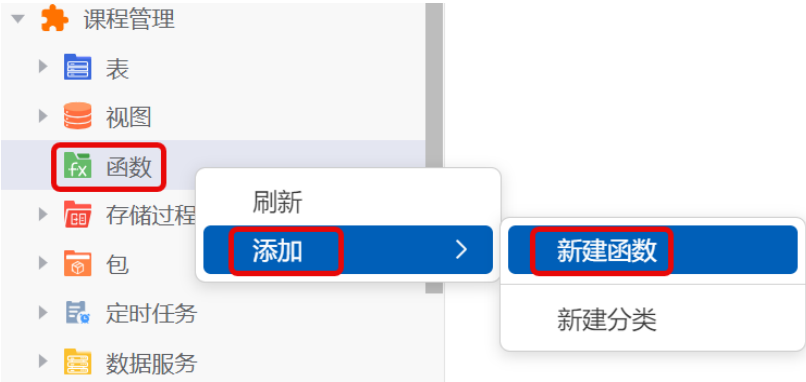 课程管理
表
视图
fx 函数
刷新
存储过程
添加
新建函数
包
定时任务
新建分类
数据服务